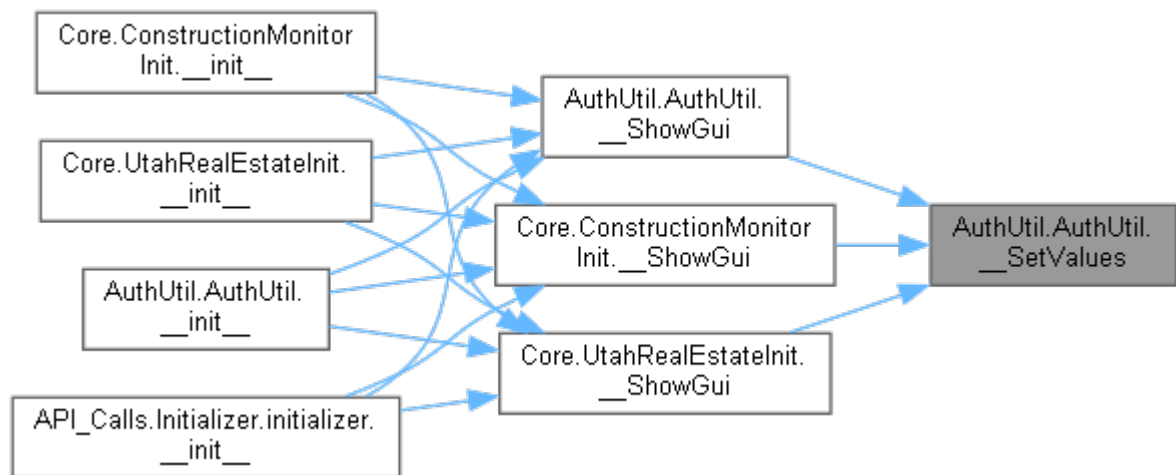 Core.ConstructionMonitor
Init.__init__
Core.UtahRealEstateInit.
__init__
AuthUtil.AuthUtil.
__init__
API_Calls.Initializer.initializer.
__init__
AuthUtil.AuthUtil.
__ShowGui
Core.ConstructionMonitor
Init.__ShowGui
Core.UtahRealEstateInit.
__ShowGui
AuthUtil.AuthUtil.
__SetValues